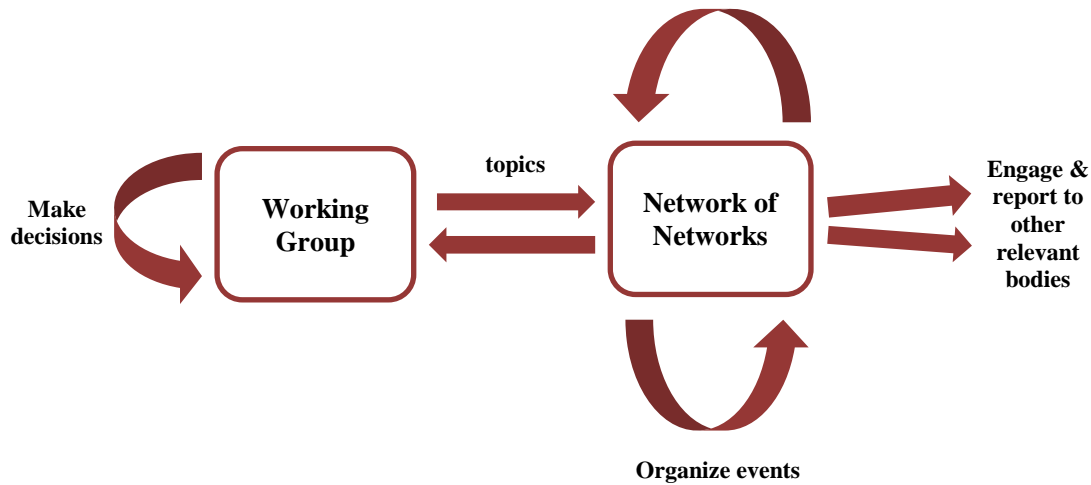 Make
decisions
Working
Group
topics
Network of
Networks
Engage &
report to
other
relevant
bodies
Organize events